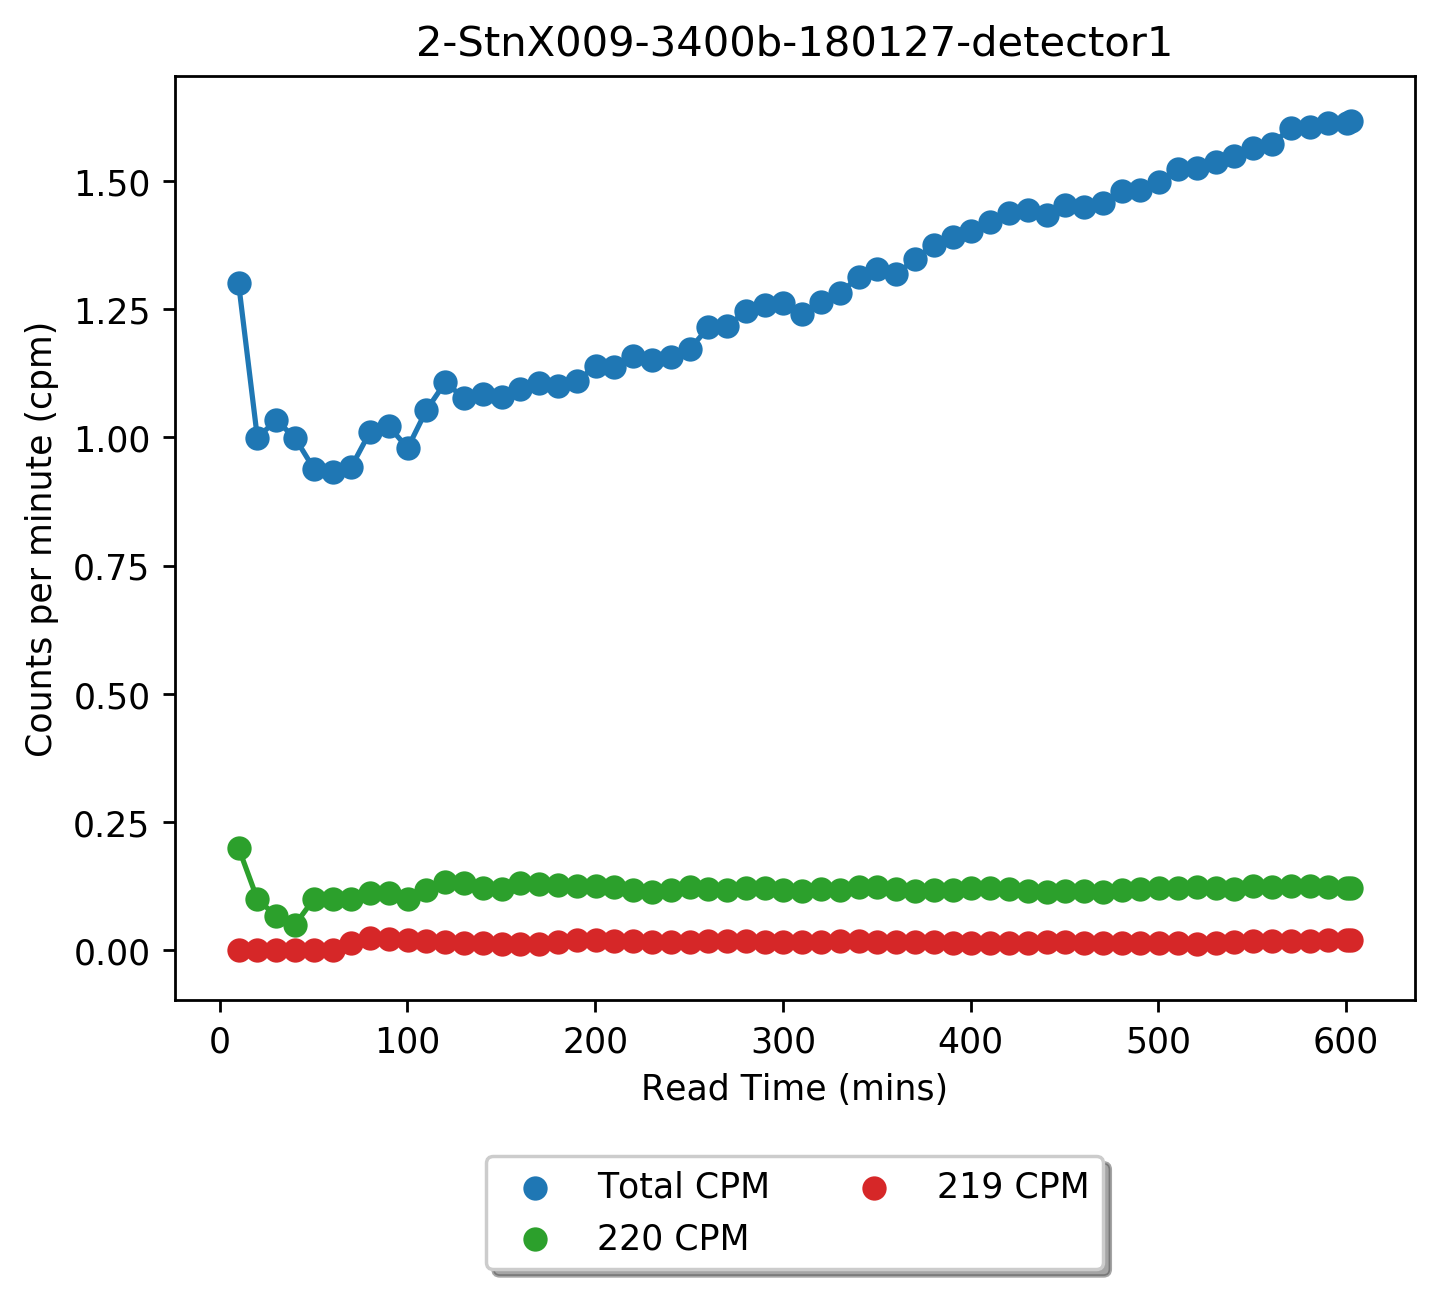 2-StnX009-3400b-180127-detector1
Counts per minute (cpm)
1.50
1.25
1.00
0.75
0.50
0.25
0.00
0 100 200 300 400 500 600
Read Time (mins)
Total CPM 219 CPM
220 CPM